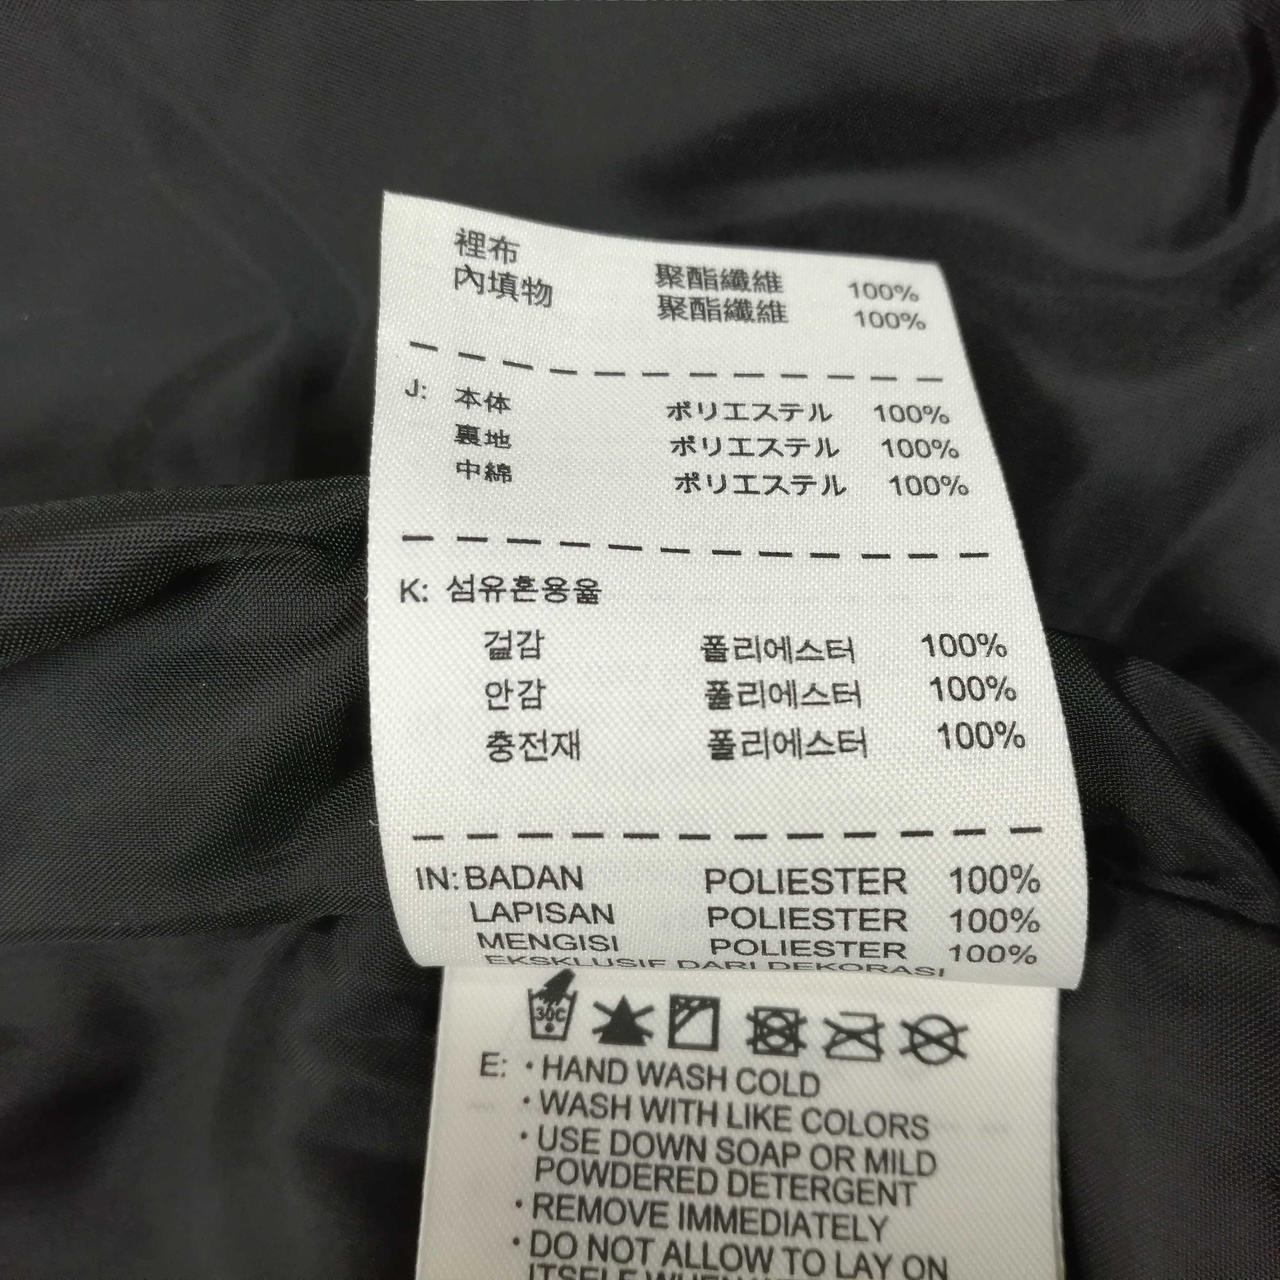 裡布 聚酯纖維 100%
內填物 聚酯纖維 100%
J: 本体 ポリエステル 100%
裏地 ポリエステル 100%
中綿 ポリエステル 100%
K: 섬유혼용율
겉감 폴리에스터 100%
안감 폴리에스터 100%
충전재 폴리에스터 100%
IN: BADAN POLIESTER 100%
LAPISAN POLIESTER 100%
MENGISI POLIESTER 100%
EKSKLUSIF DARI DEKORASI
30C
E: · HAND WASH COLD
· WASH WITH LIKE COLORS
· USE DOWN SOAP OR MILD
POWDERED DETERGENT
· REMOVE IMMEDIATELY
· DO NOT ALLOW TO LAY ON
ITSELF WHEN